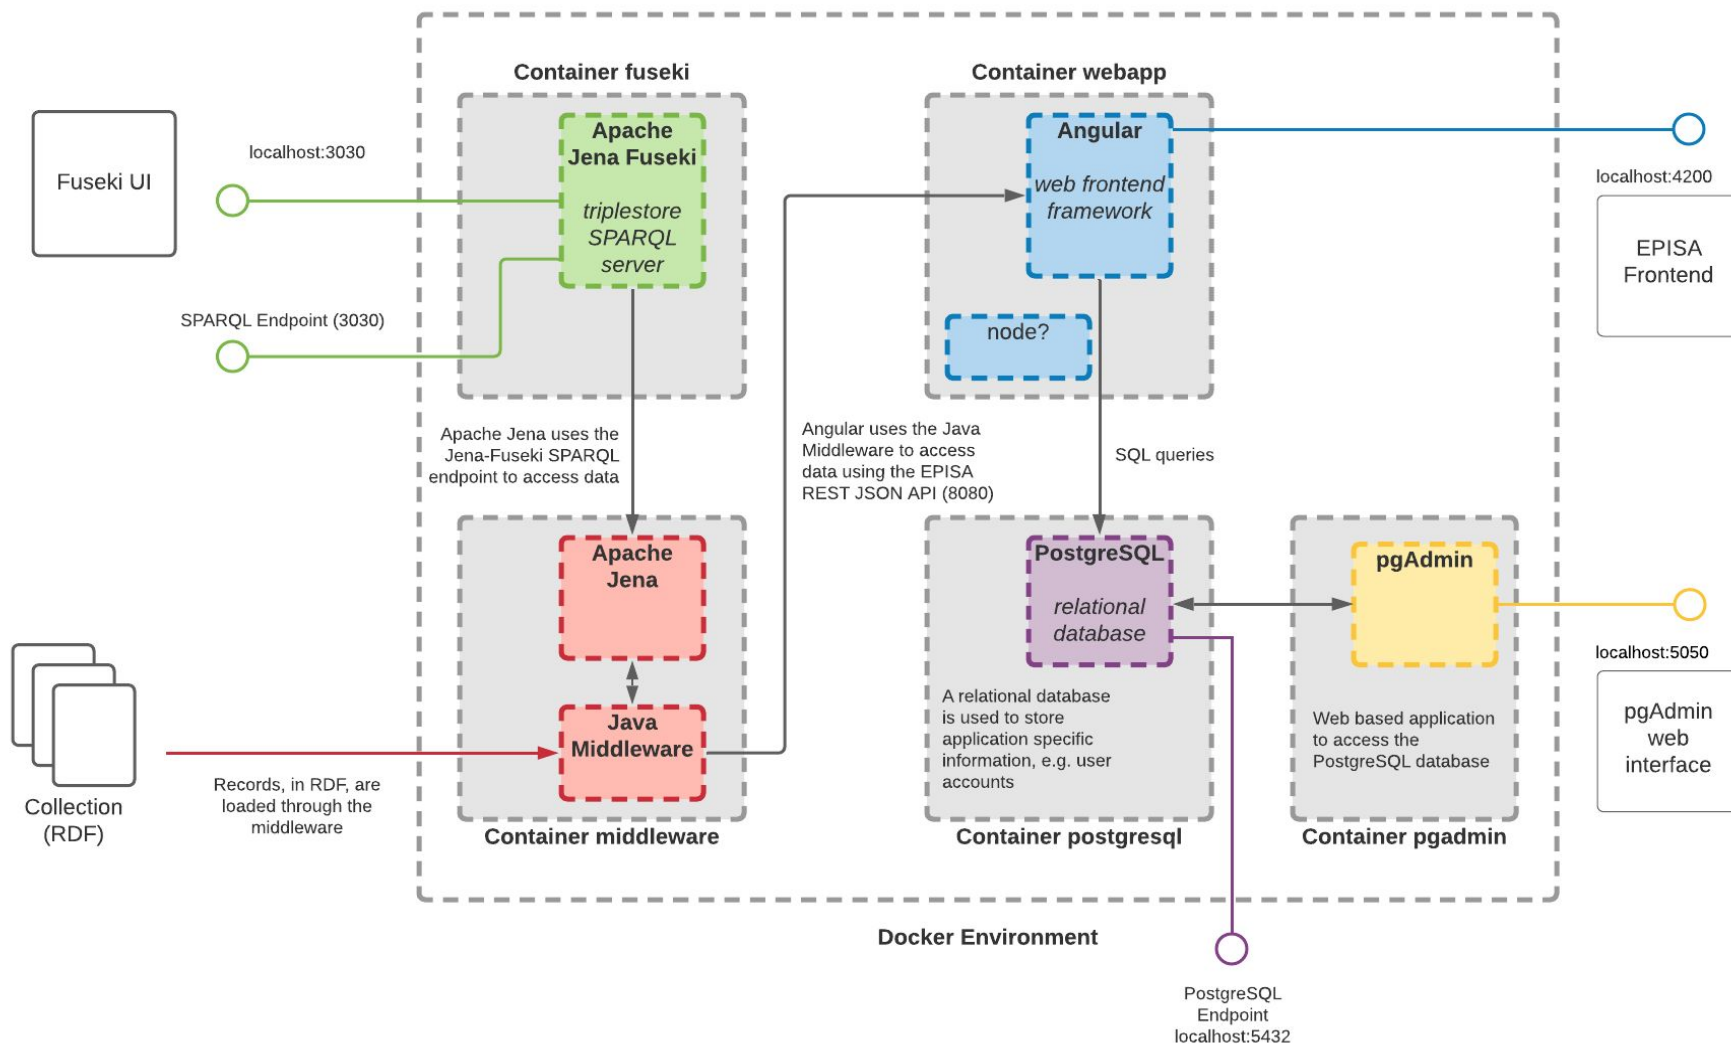 Container fuseki
Container webapp
Fuseki UI
localhost:3030
SPARQL Endpoint (3030)
Apache
Jena Fuseki
triplestore
SPARQL
server
Angular
web frontend
framework
node?
localhost:4200
EPISA
Frontend
Apache Jena uses the
Jena-Fuseki SPARQL
endpoint to access data
Angular uses the Java
Middleware to access
data using the EPISA
REST JSON API (8080)
SQL queries
Apache
Jena
Java
Middleware
Container middleware
Collection
(RDF)
Records, in RDF, are
loaded through the
middleware
PostgreSQL
relational
database
A relational database
is used to store
application specific
information, e.g. user
accounts
Container postgresql
pgAdmin
Web based application
to access the
PostgreSQL database
Container pgadmin
localhost:5050
pgAdmin
web
interface
Docker Environment
PostgreSQL
Endpoint
localhost:5432